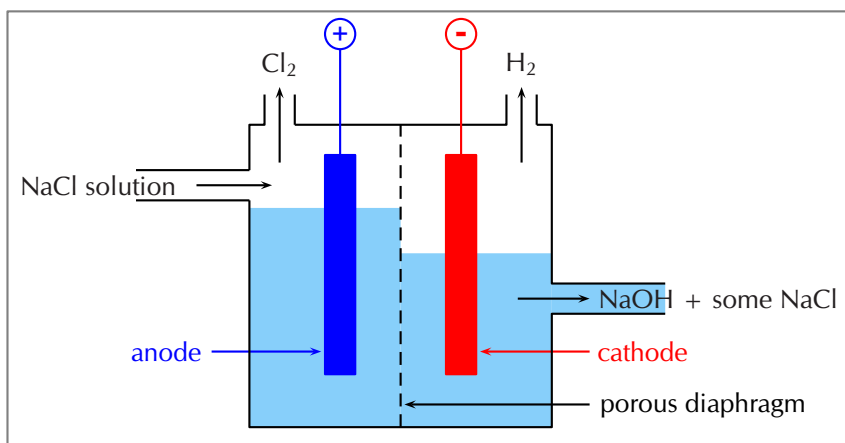 +
-
Cl₂
H₂
NaCl solution
NaOH + some NaCl
anode
cathode
porous diaphragm